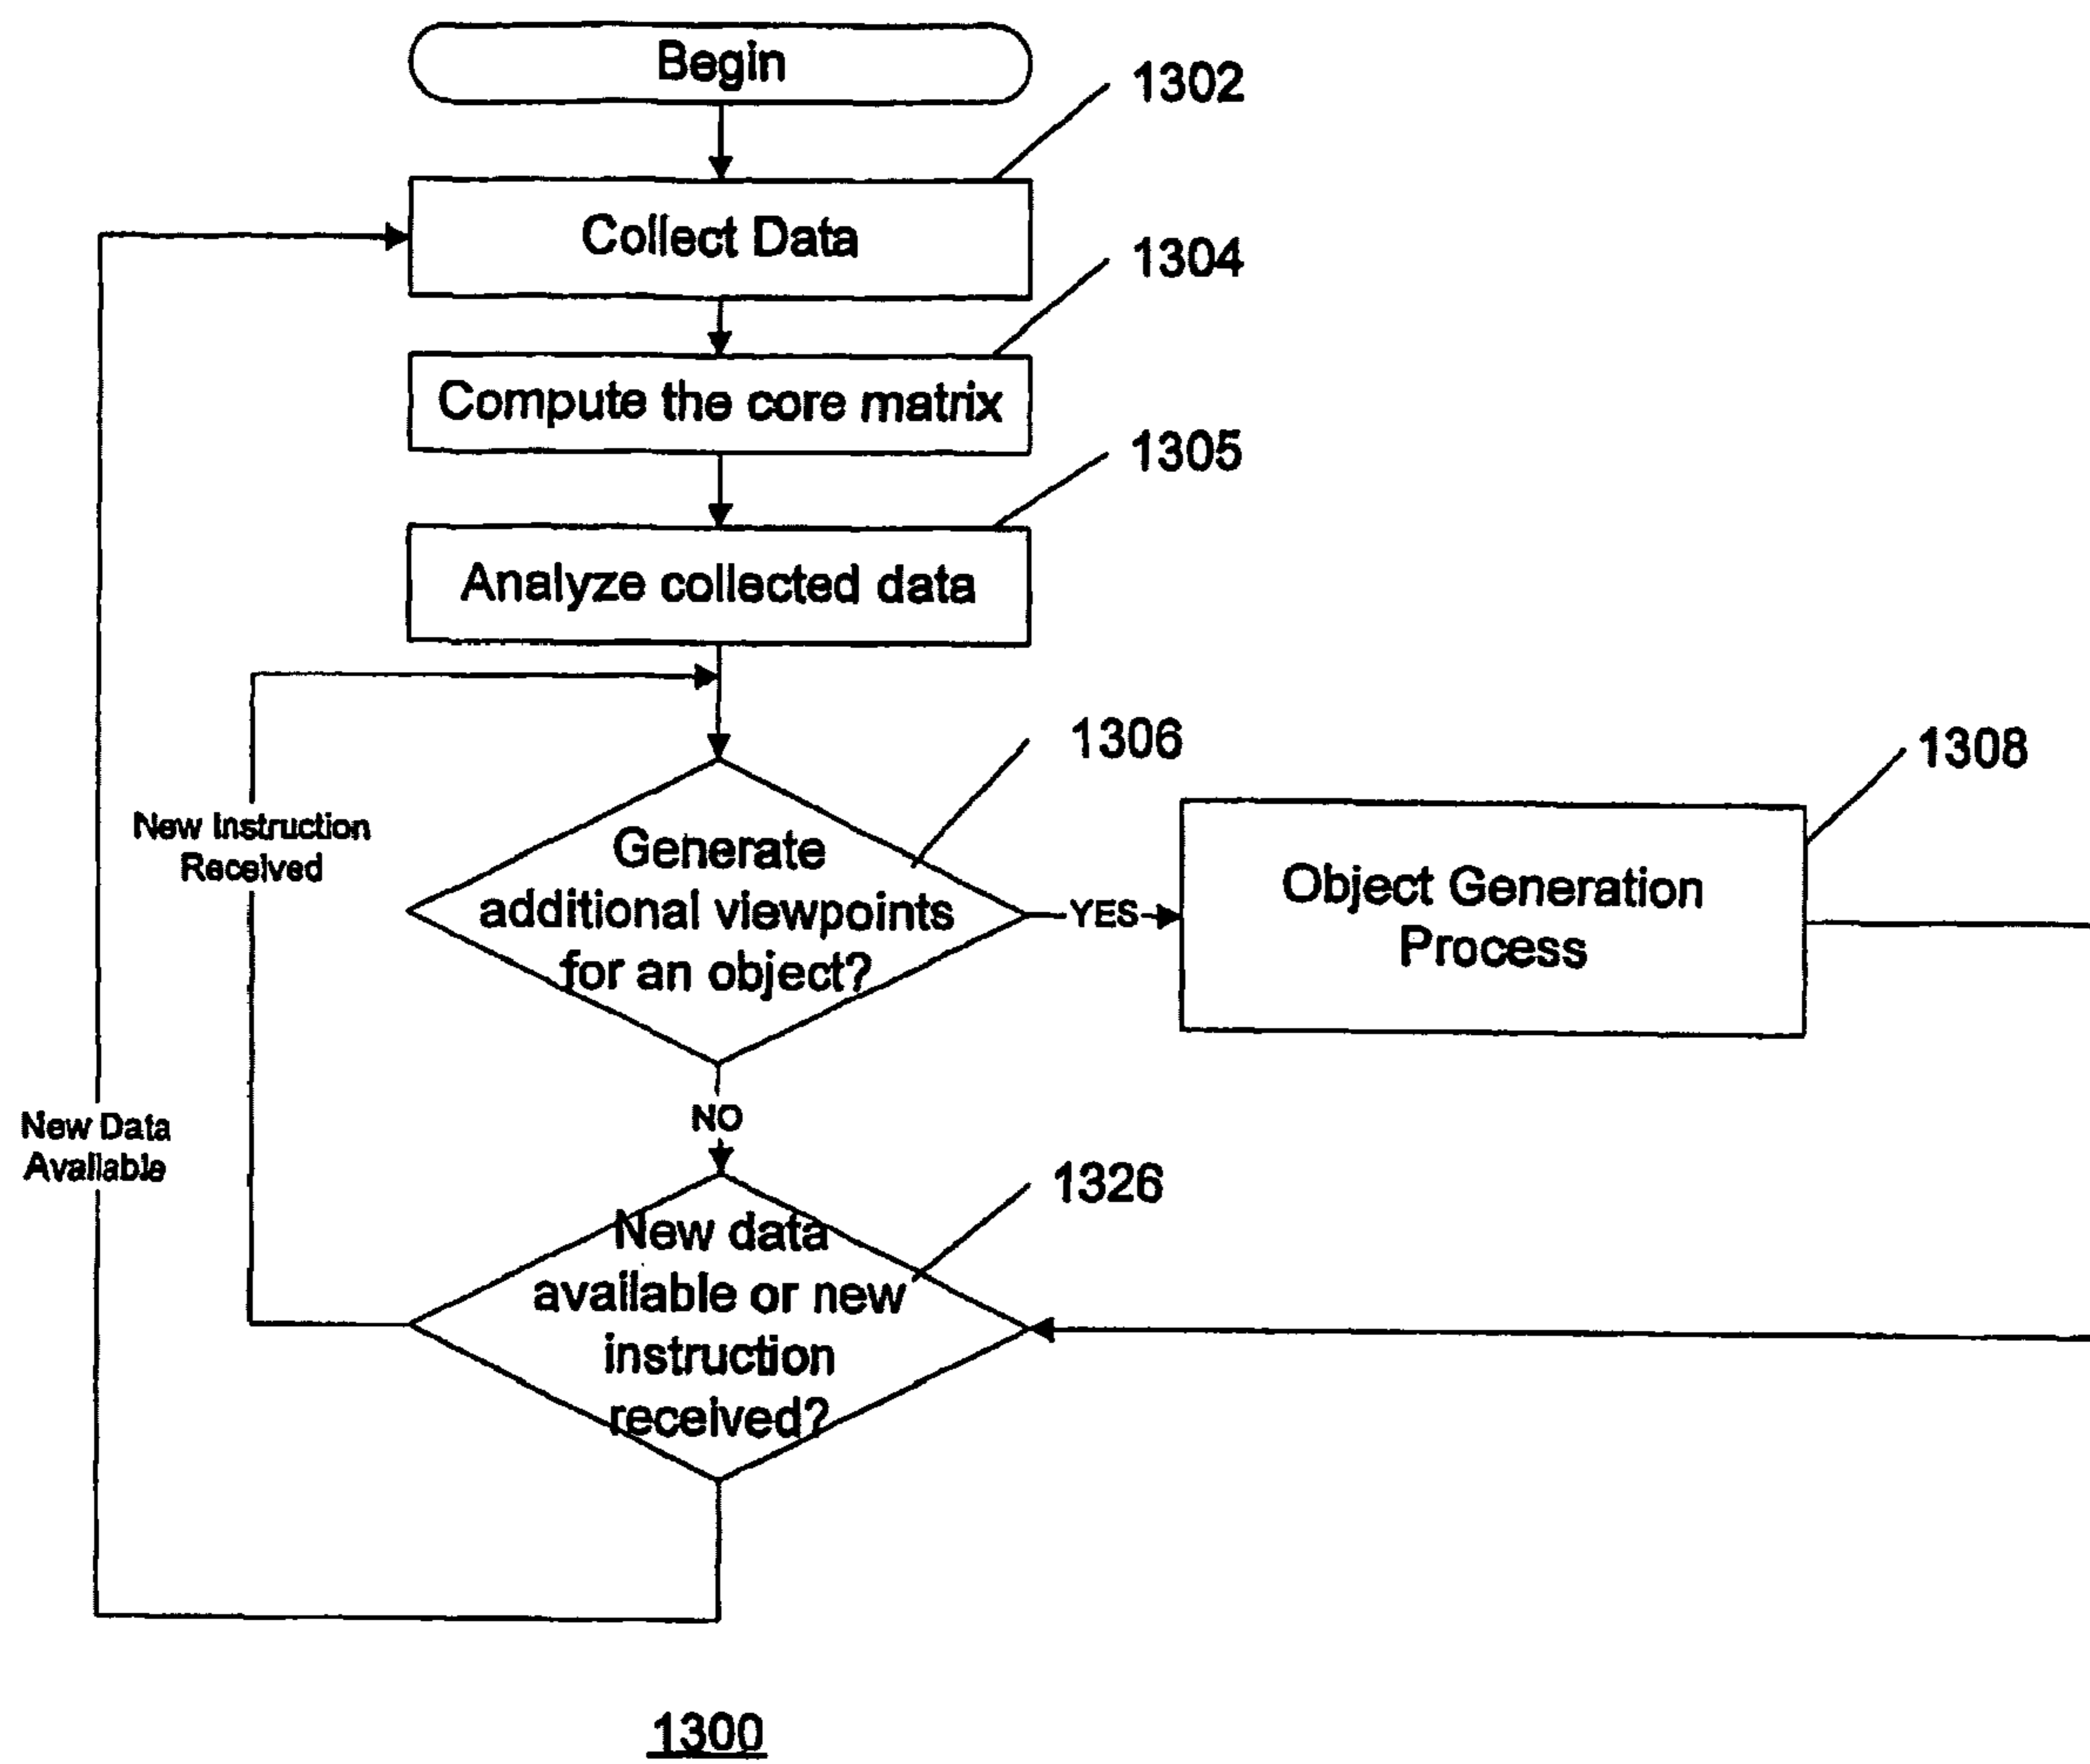 Begin
1302
Collect Data
1304
Compute the core matrix
1305
Analyze collected data
1306
1308
New Instruction
Received
Generate
additional viewpoints
for an object?
YES
Object Generation
Process
NO
New Data
Available
1326
New data
available or new
instruction
received?
1300